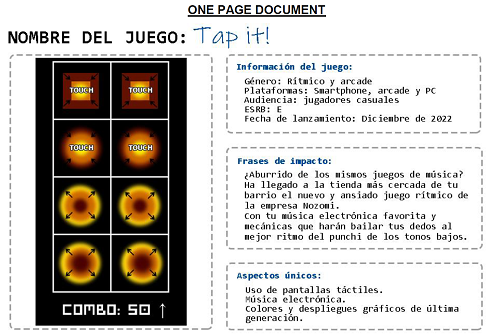 ONE PAGE DOCUMENT
NOMBRE DEL JUEGO: Tap it!
TOUCH TOUCH
TOUCH TOUCH
COMBO: 50 ↑
Información del juego:
Género: Rítmico y arcade
Plataformas: Smartphone, arcade y PC
Audiencia: jugadores casuales
ESRB: E
Fecha de lanzamiento: Diciembre de 2022
Frases de impacto:
¿Aburrido de los mismos juegos de música?
Ha llegado a la tienda más cercada de tu
barrio el nuevo y ansiado juego rítmico de
la empresa Nozomi.
Con tu música electrónica favorita y
mecánicas que harán bailar tus dedos al
mejor ritmo del punchi de los tonos bajos.
Aspectos únicos:
Uso de pantallas táctiles.
Música electrónica.
Colores y despliegues gráficos de última
generación.